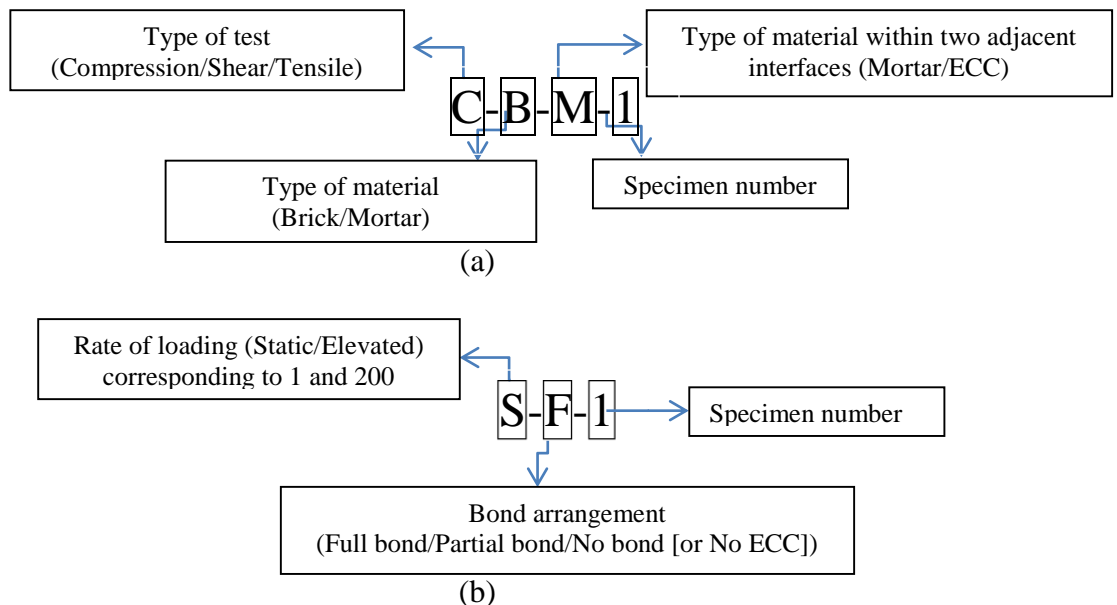 Type of test
(Compression/Shear/Tensile)
Type of material within two adjacent
interfaces (Mortar/ECC)
C-B-M-1
Type of material
(Brick/Mortar)
Specimen number
(a)
Rate of loading (Static/Elevated)
corresponding to 1 and 200
S-F-1
Specimen number
Bond arrangement
(Full bond/Partial bond/No bond [or No ECC])
(b)